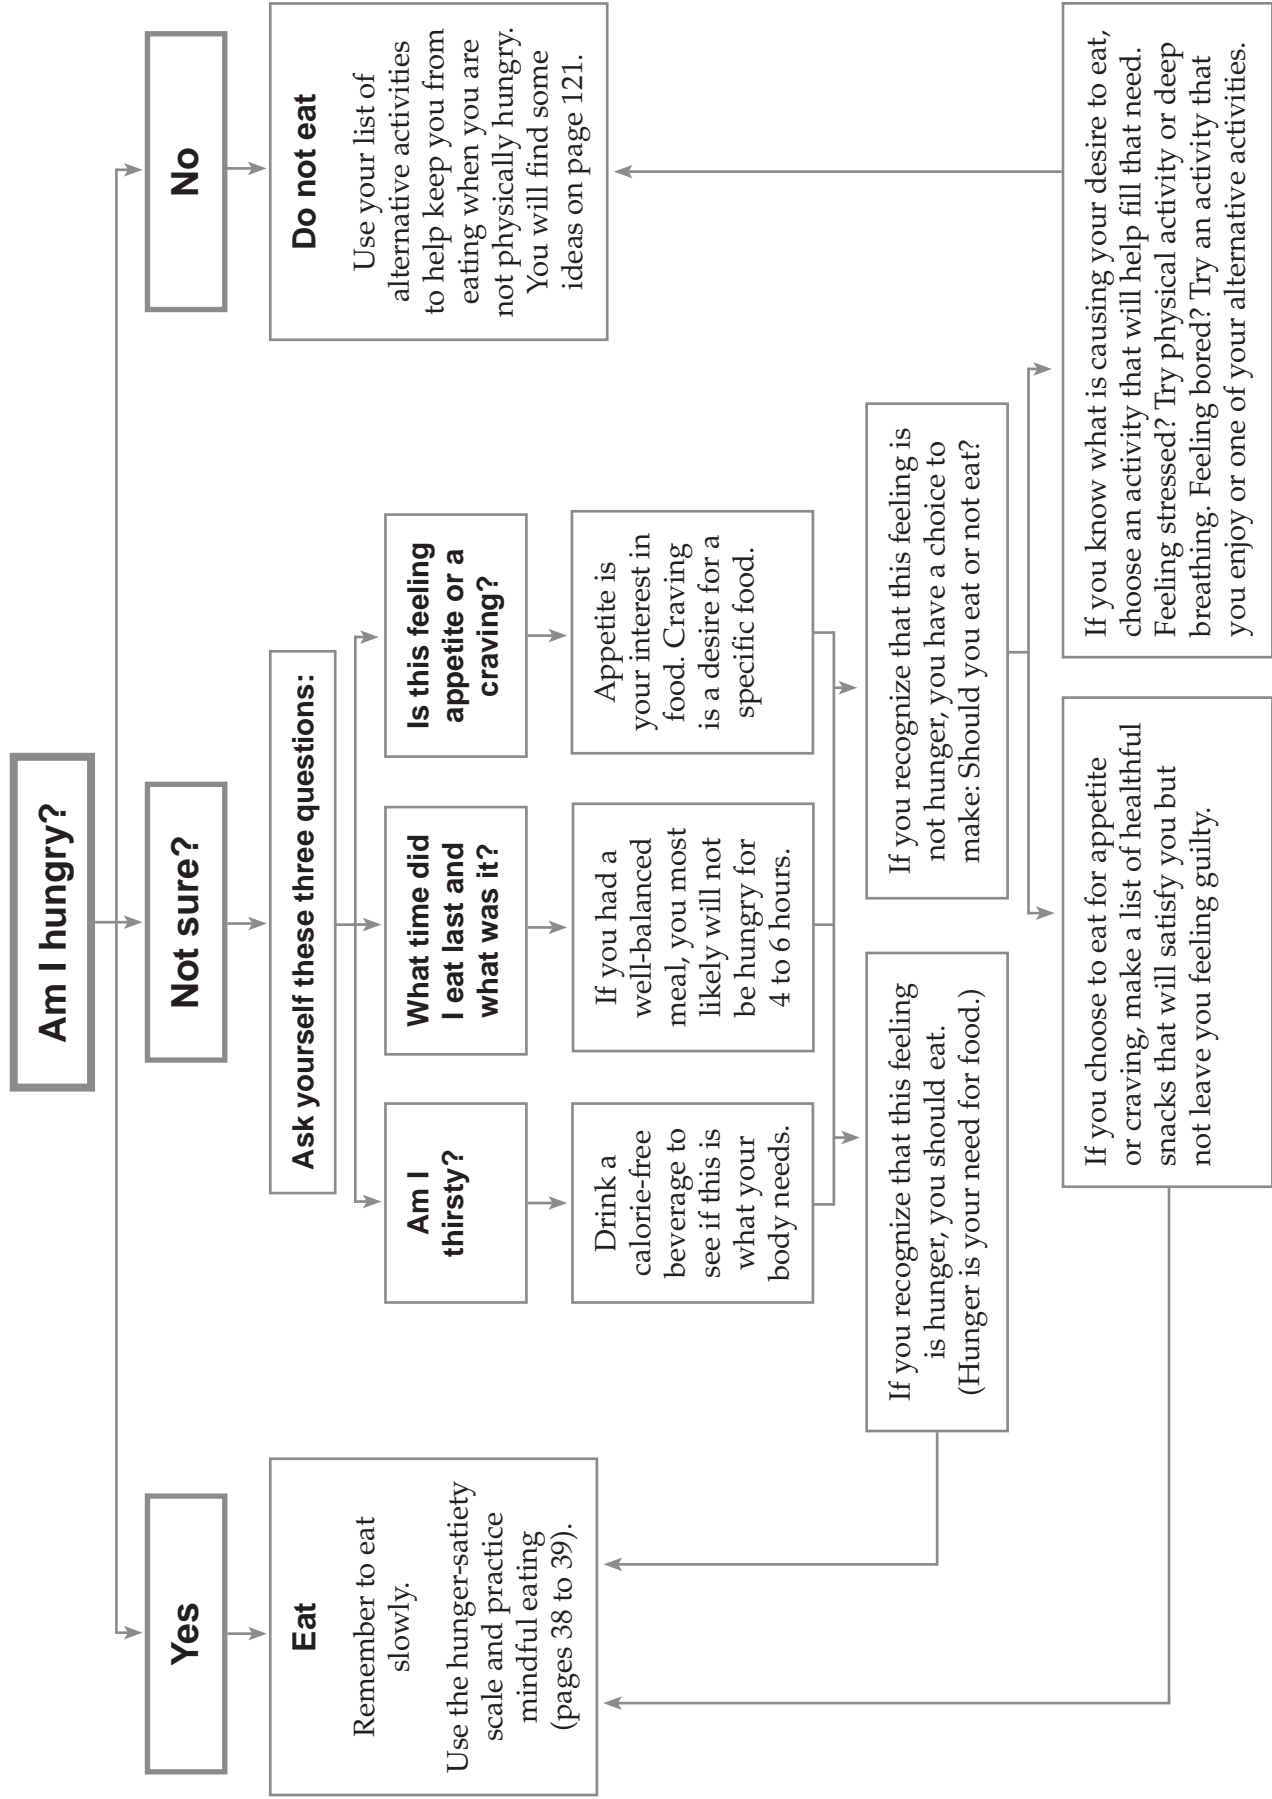 Am I hungry?
Yes
Not sure?
No
Eat
Remember to eat
slowly.
Use the hunger-satiety
scale and practice
mindful eating
(pages 38 to 39).
Ask yourself these three questions:
Do not eat
Use your list of
alternative activities
to help keep you from
eating when you are
not physically hungry.
You will find some
ideas on page 121.
Am I
thirsty?
What time did
I eat last and
what was it?
Is this feeling
appetite or a
craving?
Drink a
calorie-free
beverage to
see if this is
what your
body needs.
If you had a
well-balanced
meal, you most
likely will not
be hungry for
4 to 6 hours.
Appetite is
your interest in
food. Craving
is a desire for a
specific food.
If you recognize that this feeling
is hunger, you should eat.
(Hunger is your need for food.)
If you recognize that this feeling is
not hunger, you have a choice to
make: Should you eat or not eat?
If you choose to eat for appetite
or craving, make a list of healthful
snacks that will satisfy you but
not leave you feeling guilty.
If you know what is causing your desire to eat,
choose an activity that will help fill that need.
Feeling stressed? Try physical activity or deep
breathing. Feeling bored? Try an activity that
you enjoy or one of your alternative activities.